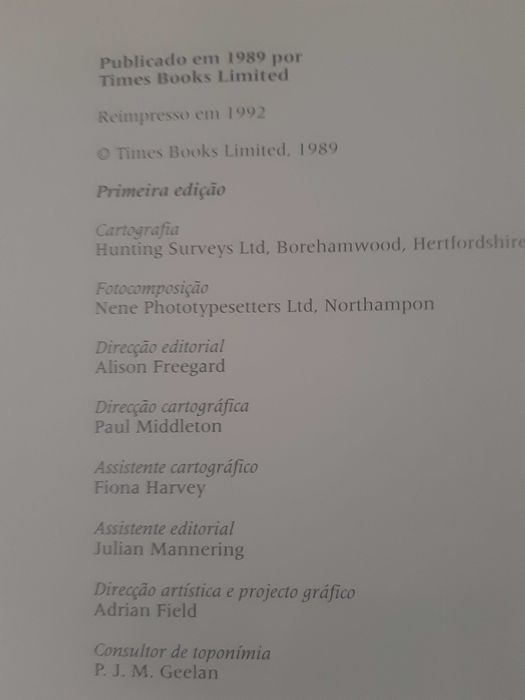 Publicado em 1989 por
Times Books Limited
Reimpresso em 1992
© Times Books Limited, 1989
Primeira edição
Cartografia
Hunting Surveys Ltd, Borehamwood, Hertfordshire
Fotocomposição
Nene Phototypesetters Ltd, Northampon
Direcção editorial
Alison Freegard
Direcção cartográfica
Paul Middleton
Assistente cartográfico
Fiona Harvey
Assistente editorial
Julian Mannering
Direcção artística e projecto gráfico
Adrian Field
Consultor de toponímia
P. J. M. Geelan